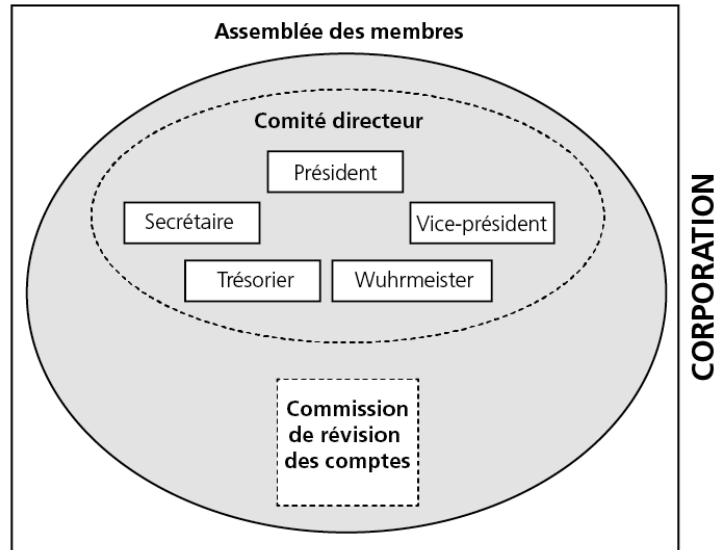 Assemblée des membres
Comité directeur
Président
Secrétaire
Vice-président
Trésorier
Wuhrmeister
Commission
de révision
des comptes
CORPORATION